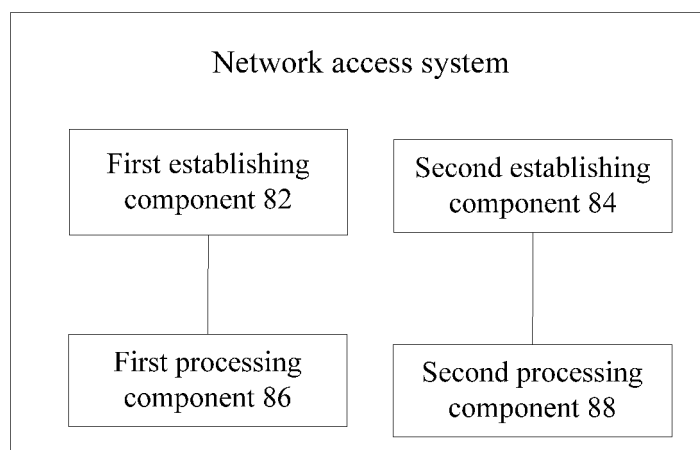 Network access system
First establishing
component 82
Second establishing
component 84
First processing
component 86
Second processing
component 88